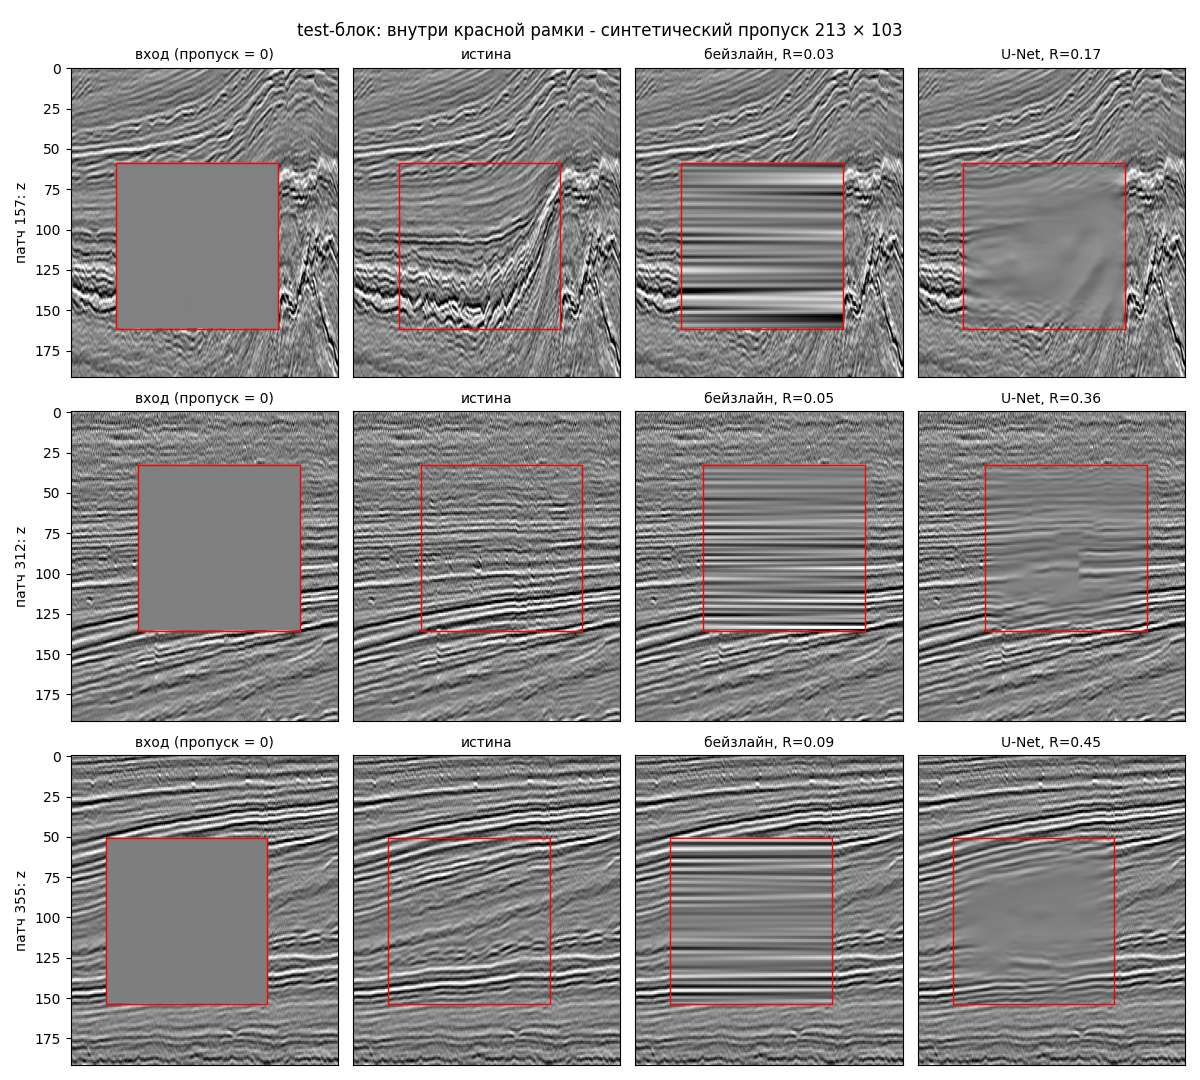 test-блок: внутри красной рамки - синтетический пропуск 213 × 103
вход (пропуск = 0)
истина
бейзлайн, R=0.03
U-Net, R=0.17
патч 157: z
0
25
50
75
100
125
150
175
вход (пропуск = 0)
истина
бейзлайн, R=0.05
U-Net, R=0.36
патч 312: z
0
25
50
75
100
125
150
175
вход (пропуск = 0)
истина
бейзлайн, R=0.09
U-Net, R=0.45
патч 355: z
0
25
50
75
100
125
150
175